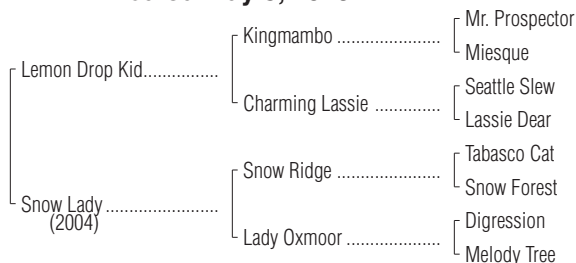 Mr. Prospector
Kingmambo ..................
Miesque
Lemon Drop Kid...............
Seattle Slew
Charming Lassie .............
Lassie Dear
Tabasco Cat
Snow Ridge ..................
Snow Forest
Snow Lady ......................
(2004)
Digression
Lady Oxmoor .................
Melody Tree